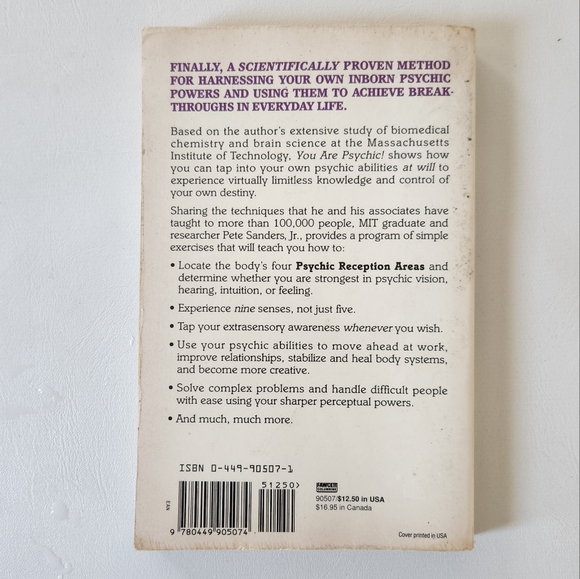 FINALLY, A SCIENTIFICALLY PROVEN METHOD
FOR HARNESSING YOUR OWN INBORN PSYCHIC
POWERS AND USING THEM TO ACHIEVE BREAK-
THROUGHS IN EVERYDAY LIFE.
Based on the author's extensive study of biomedical
chemistry and brain science at the Massachusetts
Institute of Technology, You Are Psychic! shows how
you can tap into your own psychic abilities at will to
experience virtually limitless knowledge and control of
your own destiny.
Sharing the techniques that he and his associates have
taught to more than 100,000 people, MIT graduate and
researcher Pete Sanders, Jr., provides a program of simple
exercises that will teach you how to:
• Locate the body's four Psychic Reception Areas and
determine whether you are strongest in psychic vision,
hearing, intuition, or feeling.
• Experience nine senses, not just five.
• Tap your extrasensory awareness whenever you wish.
• Use your psychic abilities to move ahead at work,
improve relationships, stabilize and heal body systems,
and become more creative.
• Solve complex problems and handle difficult people
with ease using your sharper perceptual powers.
• And much, much more.
ISBN 0-449-90507-1
51250>
EAN
9 780449 905074
FAWCETT
COLUMBINE
90507/$12.50 in USA
$16.95 in Canada
Cover printed in USA